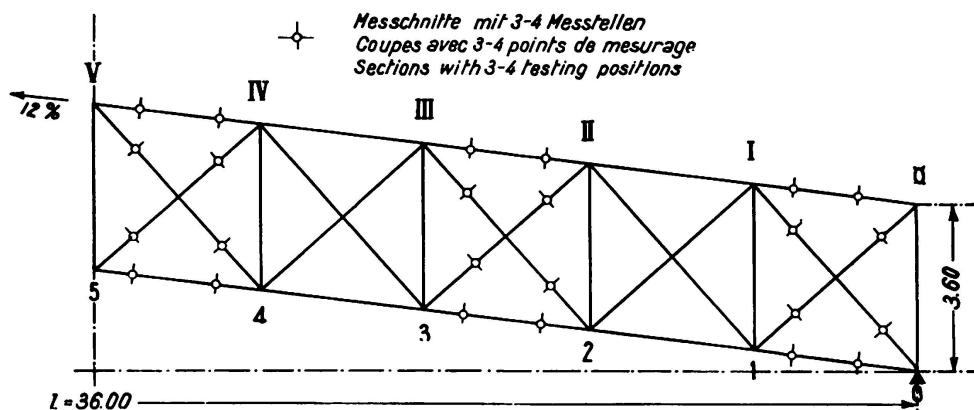 Messchnitte mit 3-4 Messtellen
Coupes avec 3-4 points de mesurage
Sections with 3-4 testing positions
V
IV
III
II
I
12%
3.60
5
4
3
2
1
l = 36.00